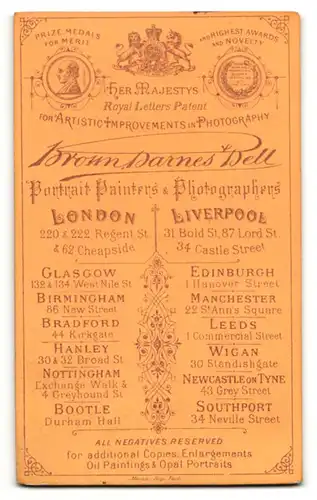 PRIZE MEDALS
FOR MERIT
AND HIGHEST AWARDS
AND NOVELTY
HER MAJESTYS
Royal Letters Patent
FOR ARTISTIC IMPROVEMENTS IN PHOTOGRAPHY
Brown Barnes & Bell
Portrait Painters & Photographers
LONDON
220 & 222 Regent St.
& 62 Cheapside
LIVERPOOL
31 Bold St. 87 Lord St.
34 Castle Street
GLASGOW
132 & 134 West Nile St
EDINBURGH
1 Hanover Street
BIRMINGHAM
86 New Street
MANCHESTER
22 St Ann's Square
BRADFORD
44 Kirkgate
LEEDS
1 Commercial Street
HANLEY
30 & 32 Broad St
WIGAN
30 Standishgate
NOTTINGHAM
Exchange Walk &
4 Greyhound St
NEWCASTLE ON TYNE
43 Grey Street
BOOTLE
Durham Hall
SOUTHPORT
34 Neville Street
ALL NEGATIVES RESERVED
for additional Copies, Enlargements
Oil Paintings & Opal Portraits